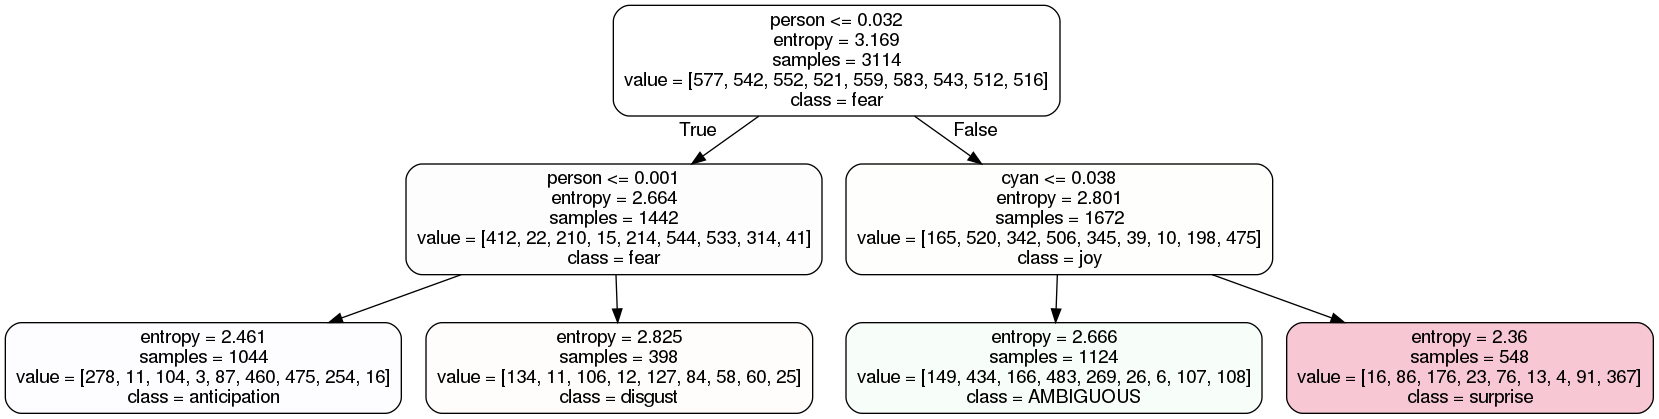 person <= 0.032
entropy = 3.169
samples = 3114
value = [577, 542, 552, 521, 559, 583, 543, 512, 516]
class = fear
True
False
person <= 0.001
entropy = 2.664
samples = 1442
value = [412, 22, 210, 15, 214, 544, 533, 314, 41]
class = fear
cyan <= 0.038
entropy = 2.801
samples = 1672
value = [165, 520, 342, 506, 345, 39, 10, 198, 475]
class = joy
entropy = 2.461
samples = 1044
value = [278, 11, 104, 3, 87, 460, 475, 254, 16]
class = anticipation
entropy = 2.825
samples = 398
value = [134, 11, 106, 12, 127, 84, 58, 60, 25]
class = disgust
entropy = 2.666
samples = 1124
value = [149, 434, 166, 483, 269, 26, 6, 107, 108]
class = AMBIGUOUS
entropy = 2.36
samples = 548
value = [16, 86, 176, 23, 76, 13, 4, 91, 367]
class = surprise